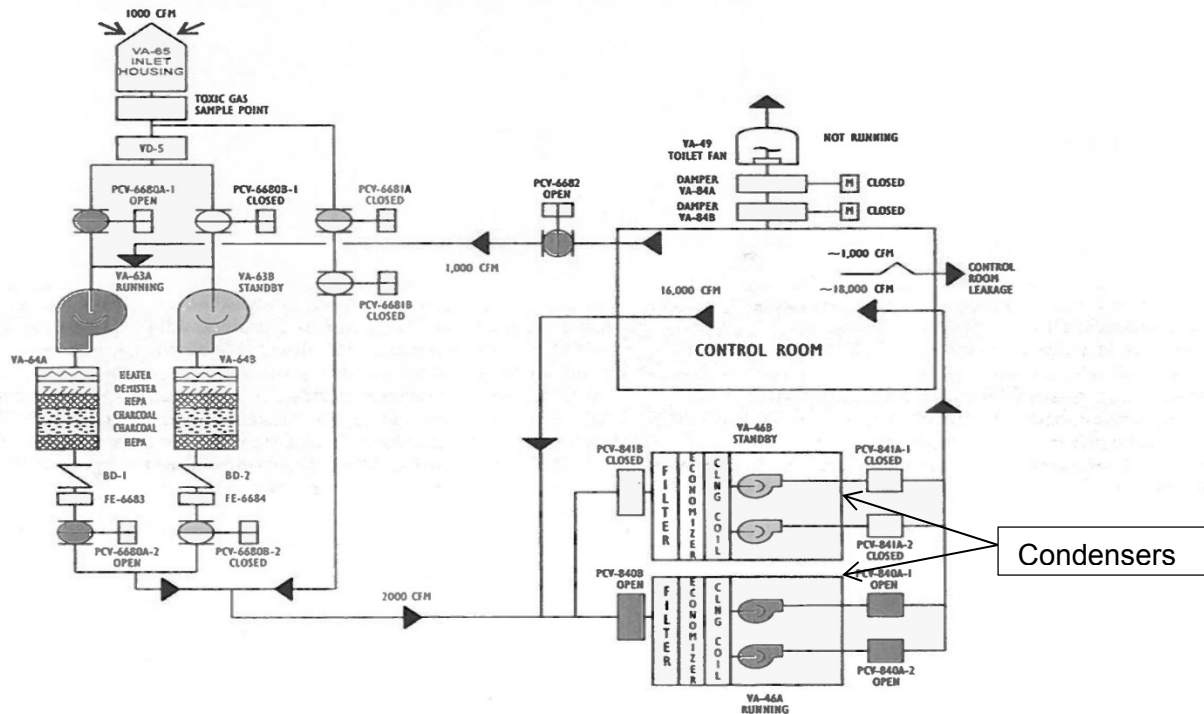 1000 CFM
VA-65
INLET
HOUSING
TOXIC GAS
SAMPLE POINT
VD-5
PCV-6680A-1
OPEN
PCV-6680B-1
CLOSED
PCV-6681A
CLOSED
PCV-6682
OPEN
VA-49
TOILET FAN
NOT RUNNING
DAMPER
VA-84A
M
CLOSED
DAMPER
VA-84B
M
CLOSED
1,000 CFM
VA-63A
RUNNING
VA-63B
STANDBY
PCV-6681B
CLOSED
~1,000 CFM
CONTROL
ROOM
LEAKAGE
16,000 CFM
~18,000 CFM
CONTROL ROOM
VA-64A
VA-64B
HEATER
DEMISTER
HEPA
CHARCOAL
CHARCOAL
HEPA
BD-1
BD-2
FE-6683
FE-6684
PCV-6680A-2
OPEN
PCV-6680B-2
CLOSED
2000 CFM
VA-46B
STANDBY
PCV-841B
CLOSED
FILTER
ECONOMIZER
CLNG COIL
PCV-841A-1
CLOSED
PCV-841A-2
CLOSED
Condensers
PCV-840B
OPEN
FILTER
ECONOMIZER
CLNG COIL
PCV-840A-1
OPEN
PCV-840A-2
OPEN
VA-46A
RUNNING